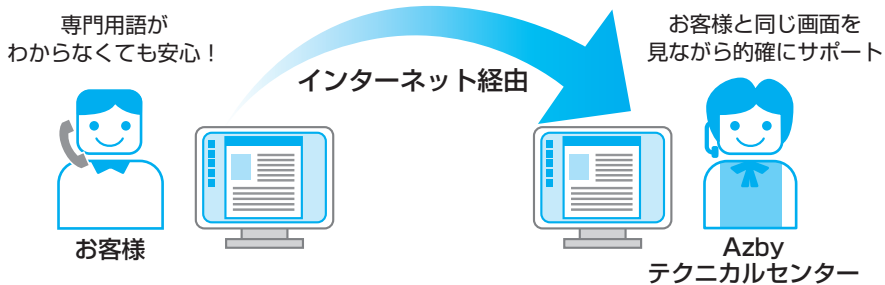 専門用語が
わからなくても安心！
インターネット経由
お客様と同じ画面を
見ながら的確にサポート
お客様
Azby
テクニカルセンター